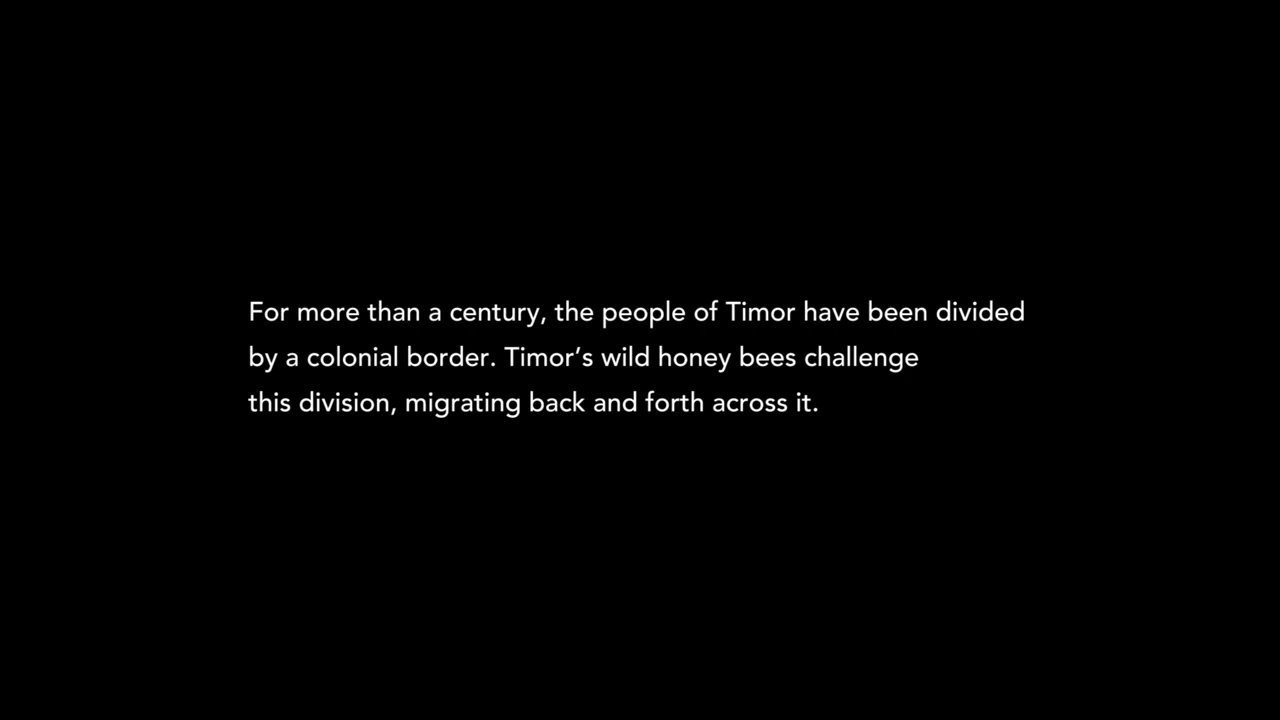 For more than a century, the people of Timor have been divided
by a colonial border. Timor’s wild honey bees challenge
this division, migrating back and forth across it.